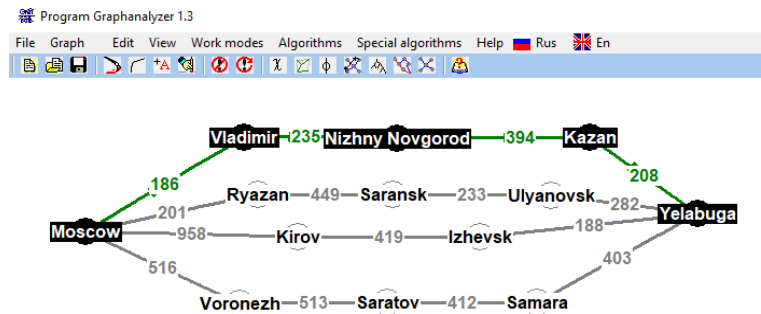 Program Graphanalyzer 1.3
File Graph Edit View Work modes Algorithms Special algorithms Help Rus En
Vladimir 235 Nizhny Novgorod 394 Kazan
186 208
Ryazan 449 Saransk 233 Ulyanovsk 282
201
Yelabuga
Moscow 958 Kirov 419 Izhevsk 188
516 403
Voronezh 513 Saratov 412 Samara